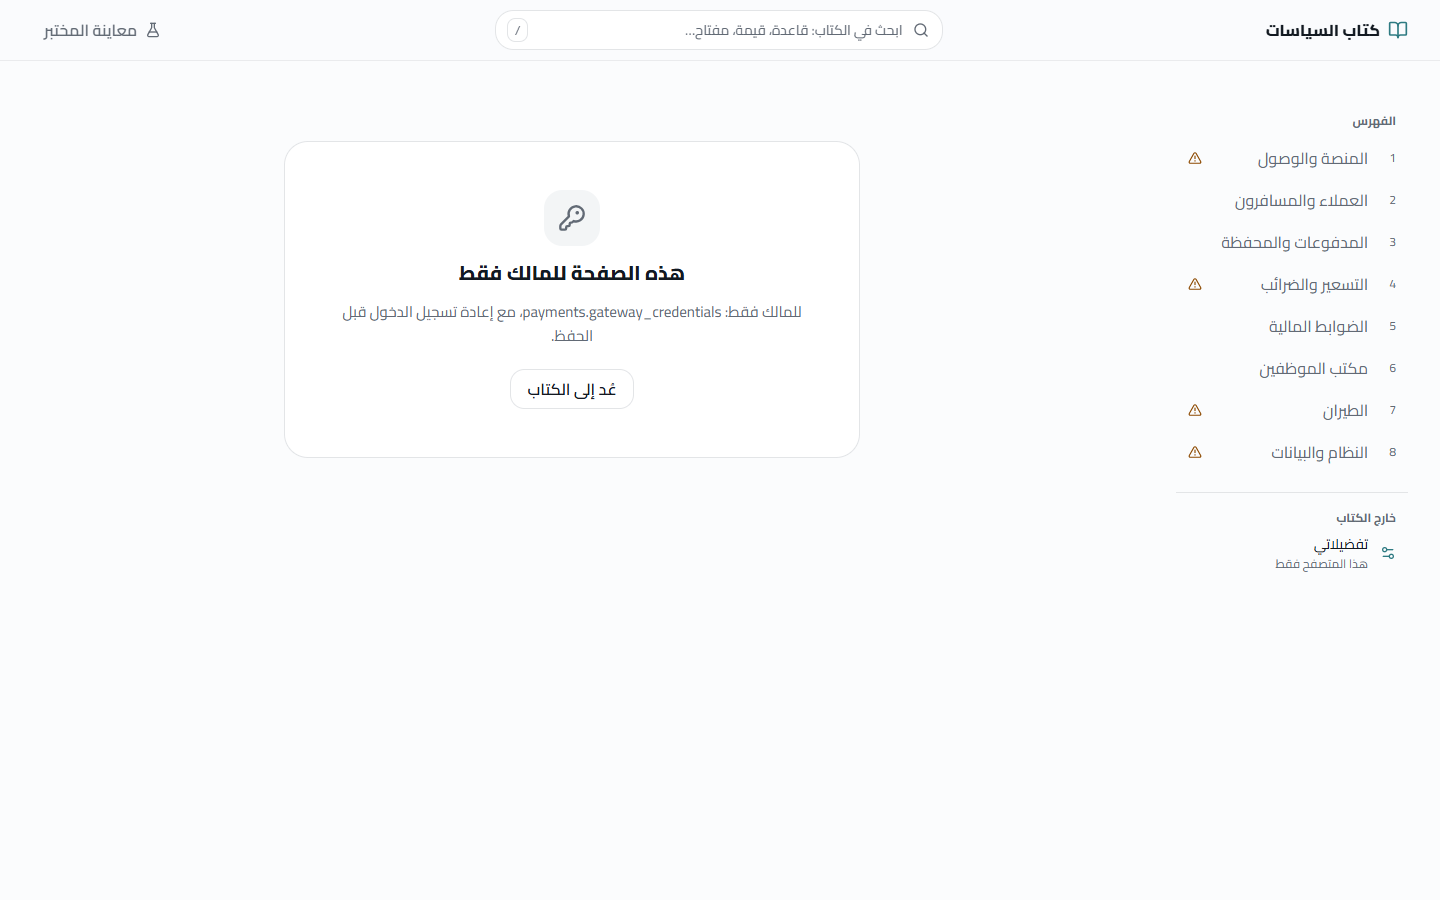 كتاب السياسات
ابحث في الكتاب: قاعدة، قيمة، مفتاح...
/
معاينة المختبر
الفهرس
1 المنصة والوصول
2 العملاء والمسافرون
3 المدفوعات والمحفظة
4 التسعير والضرائب
5 الضوابط المالية
6 مكتب الموظفين
7 الطيران
8 النظام والبيانات
خارج الكتاب
تفضيلاتي
هذا المتصفح فقط
هذه الصفحة للمالك فقط
للمالك فقط: payments.gateway_credentials، مع إعادة تسجيل الدخول قبل
الحفظ.
عُد إلى الكتاب